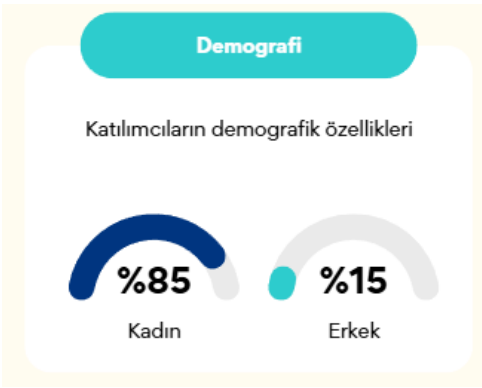 Demografi
Katılımcıların demografik özellikleri
%85
Kadın
%15
Erkek